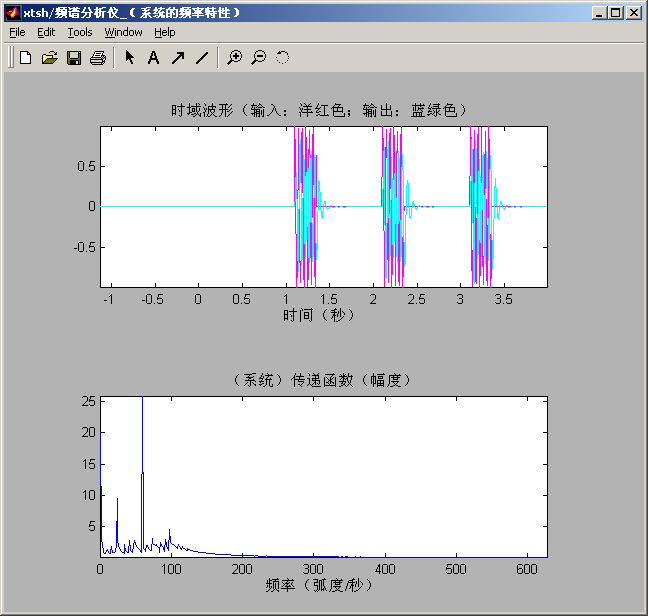 xtsh/频谱分析仪_(系统的频率特性)
File Edit Tools Window Help
A
时域波形(输入:洋红色;输出:蓝绿色)
0.5
0
-0.5
-1 -0.5 0 0.5 1 1.5 2 2.5 3 3.5
时间(秒)
(系统)传递函数(幅度)
25
20
15
10
5
0 100 200 300 400 500 600
频率(弧度/秒)